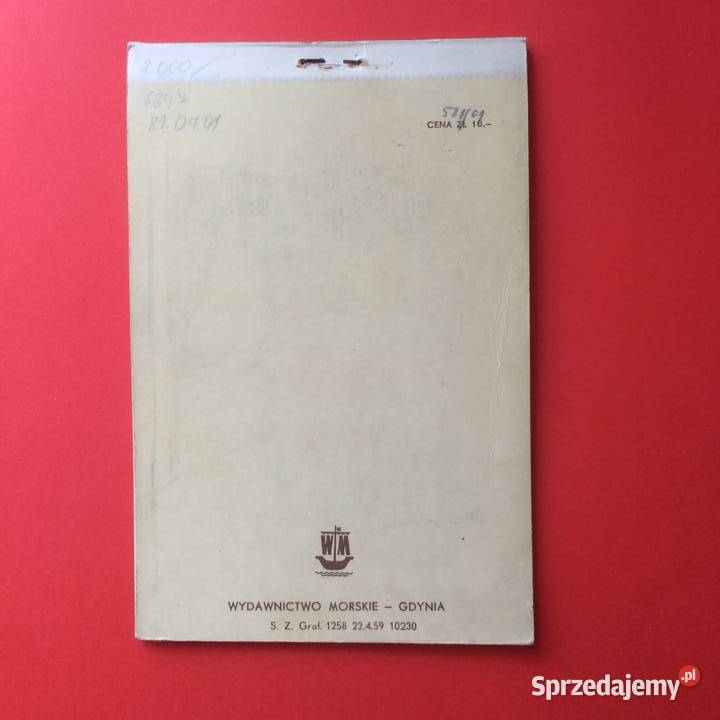 2.000,/
6697
89.04.01
CENA ZŁ 10.-
WM
WYDAWNICTWO MORSKIE – GDYNIA
S. Z. Graf. 1258 22.4.59 10230
Sprzedajemy.pl